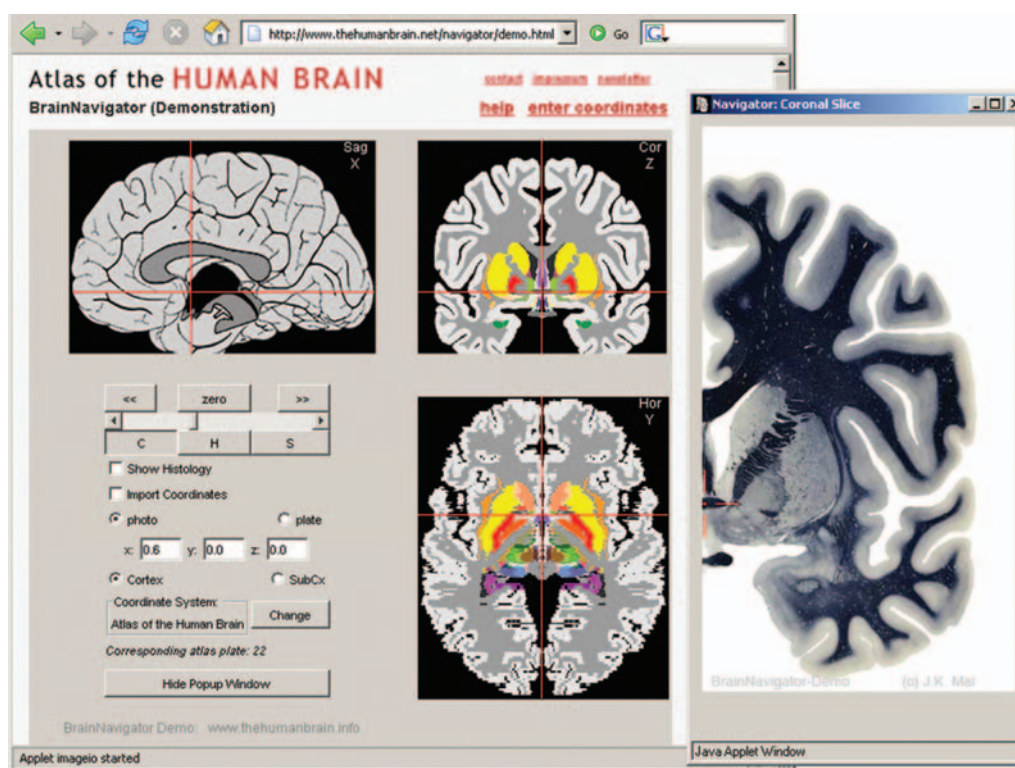 http://www.thehumanbrain.net/navigator/demo.html
Go
G
Atlas of the HUMAN BRAIN
contact impressum newsletter
BrainNavigator (Demonstration)
help enter coordinates
Navigator: Coronal Slice
Sag
X
Cor
Z
<< zero >>
C H S
Show Histology
Import Coordinates
photo plate
x: 0.6 y: 0.0 z: 0.0
Cortex SubCx
Coordinate System:
Atlas of the Human Brain Change
Corresponding atlas plate: 22
Hide Popup Window
Hor
Y
BrainNavigator-Demo (c) J.K. Mai
BrainNavigator Demo: www.thehumanbrain.info
Java Applet Window
Applet imageio started